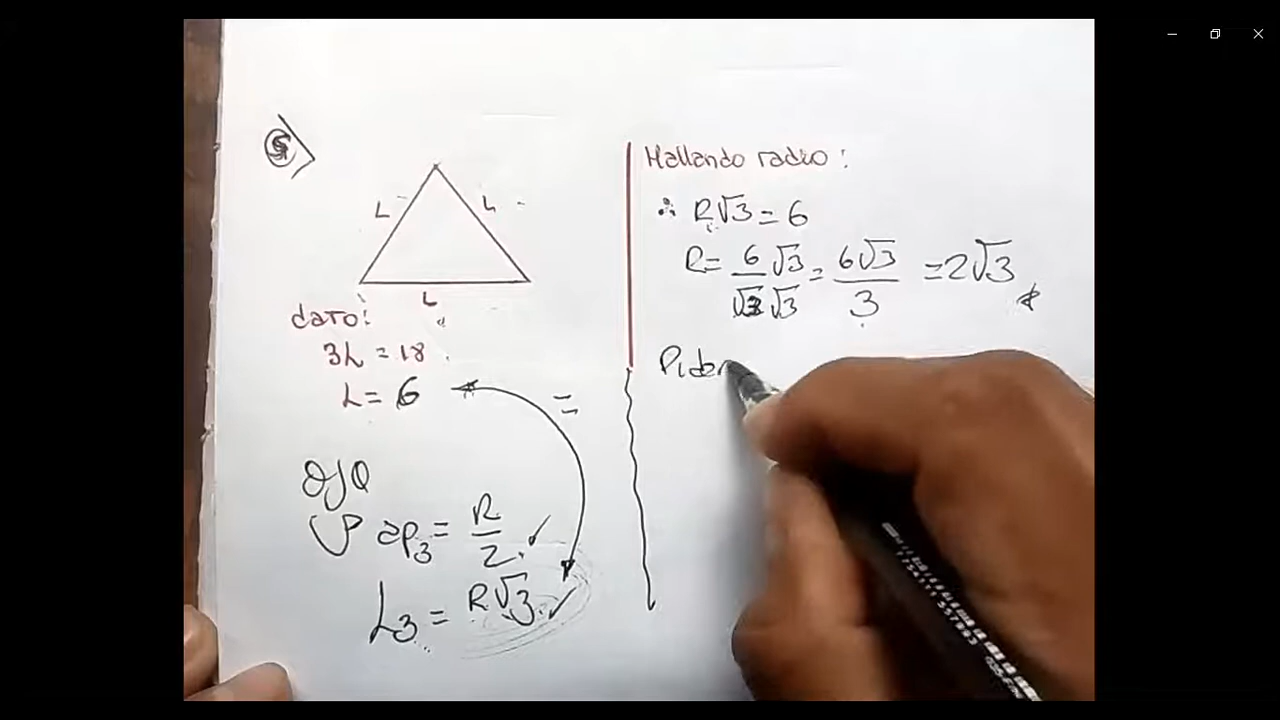 5
L L
L
dato:
3L = 18
L = 6
=
OJO
ap3 = R/2
L3 = R√3
Hallando radio:
∴ R√3 = 6
R = 6 √3 / √3 √3 = 6√3 / 3 = 2√3
Piden